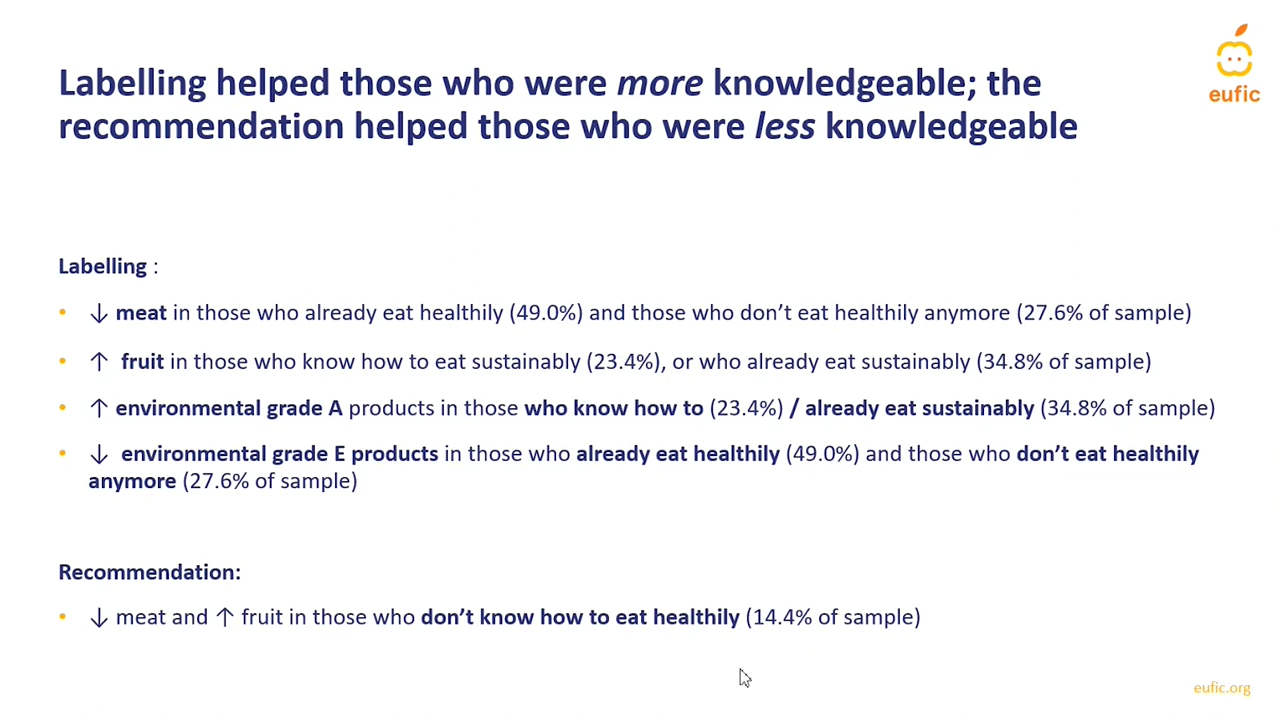 Labelling helped those who were more knowledgeable; the
recommendation helped those who were less knowledgeable
eufic
Labelling :
• ↓ meat in those who already eat healthily (49.0%) and those who don’t eat healthily anymore (27.6% of sample)
• ↑ fruit in those who know how to eat sustainably (23.4%), or who already eat sustainably (34.8% of sample)
• ↑ environmental grade A products in those who know how to (23.4%) / already eat sustainably (34.8% of sample)
• ↓ environmental grade E products in those who already eat healthily (49.0%) and those who don’t eat healthily
anymore (27.6% of sample)
Recommendation:
• ↓ meat and ↑ fruit in those who don’t know how to eat healthily (14.4% of sample)
eufic.org